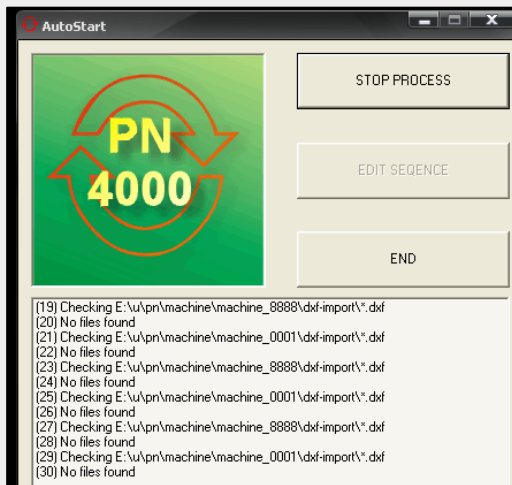 AutoStart
PN
4000
STOP PROCESS
EDIT SEQENCE
END
(19) Checking E:\u\pn\machine\machine_8888\dxf-import\*.dxf
(20) No files found
(21) Checking E:\u\pn\machine\machine_0001\dxf-import\*.dxf
(22) No files found
(23) Checking E:\u\pn\machine\machine_8888\dxf-import\*.dxf
(24) No files found
(25) Checking E:\u\pn\machine\machine_0001\dxf-import\*.dxf
(26) No files found
(27) Checking E:\u\pn\machine\machine_8888\dxf-import\*.dxf
(28) No files found
(29) Checking E:\u\pn\machine\machine_0001\dxf-import\*.dxf
(30) No files found